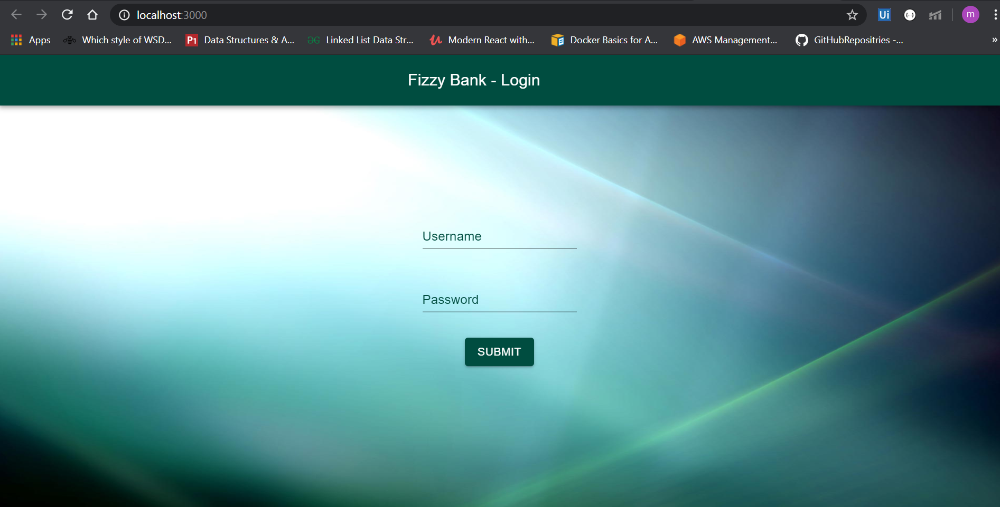 localhost:3000
Ui
{...}
m
Apps
Which style of WSD...
P1
Data Structures & A...
Linked List Data Str...
Modern React with...
Docker Basics for A...
AWS Management...
GitHubRepositries -...
»
Fizzy Bank - Login
Username
Password
SUBMIT